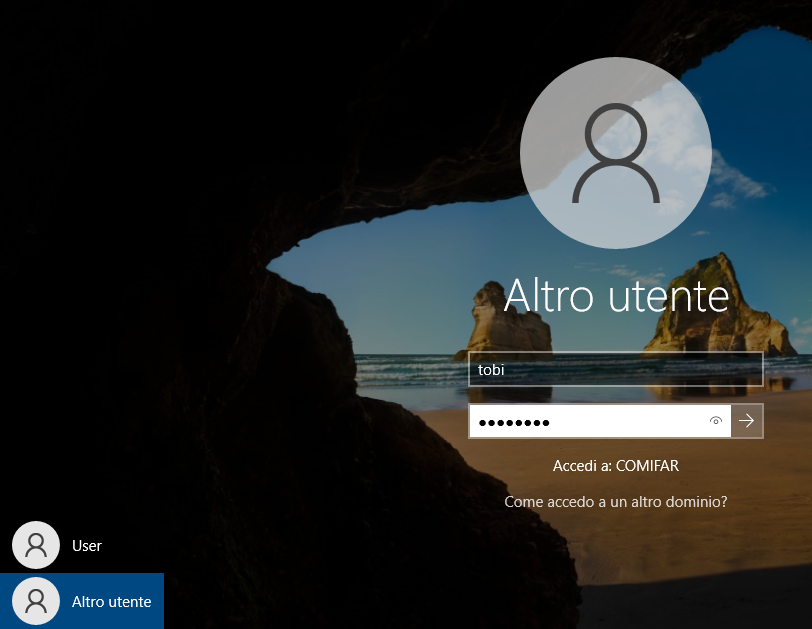 Altro utente
tobi
Accedi a: COMIFAR
Come accedo a un altro dominio?
User
Altro utente